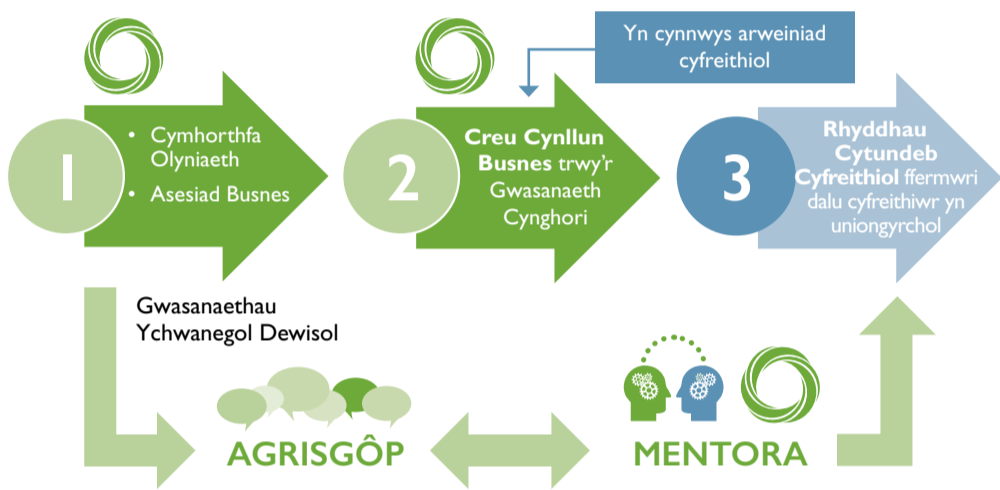 1
• Cymhorthfa
Olyniaeth
• Asesiad Busnes
2
Creu Cynllun
Busnes trwy'r
Gwasanaeth
Cynghori
Yn cynnwys arweiniad
cyfreithiol
3
Rhyddhau
Cytundeb
Cyfreithiol ffermwri
dalu cyfreithiwr yn
uniongyrchol
Gwasanaethau
Ychwanegol Dewisol
AGRISGÔP
MENTORA